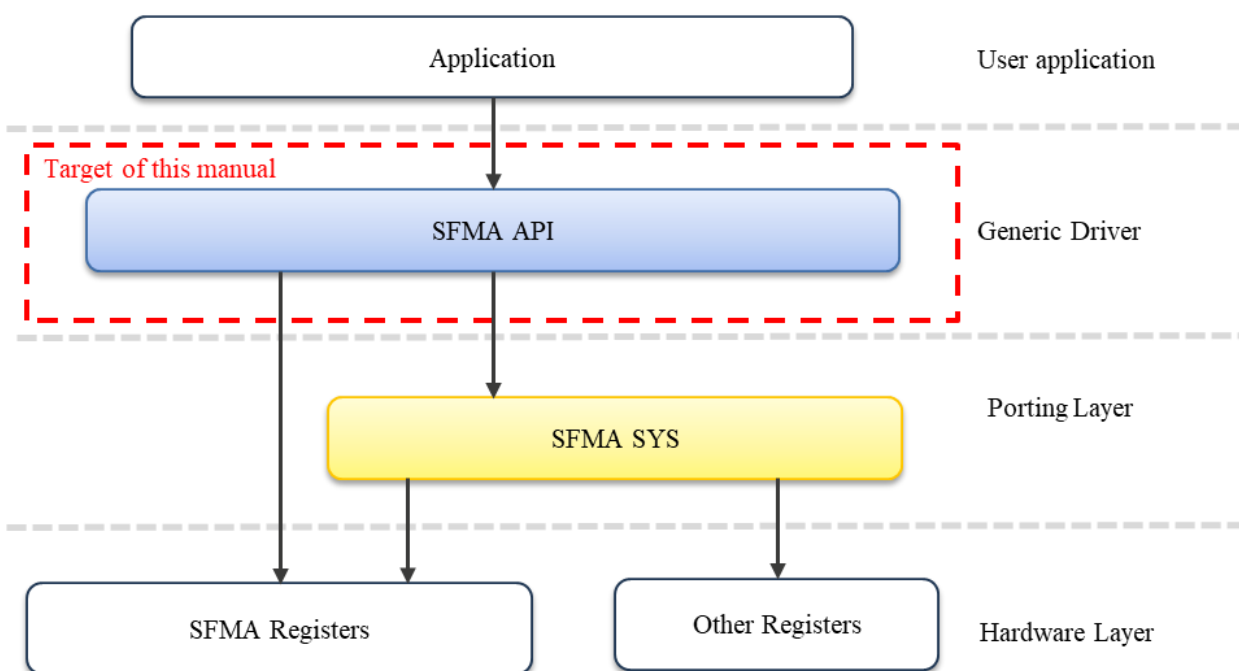 Application
User application
Target of this manual
SFMA API
Generic Driver
Porting Layer
SFMA SYS
SFMA Registers
Other Registers
Hardware Layer